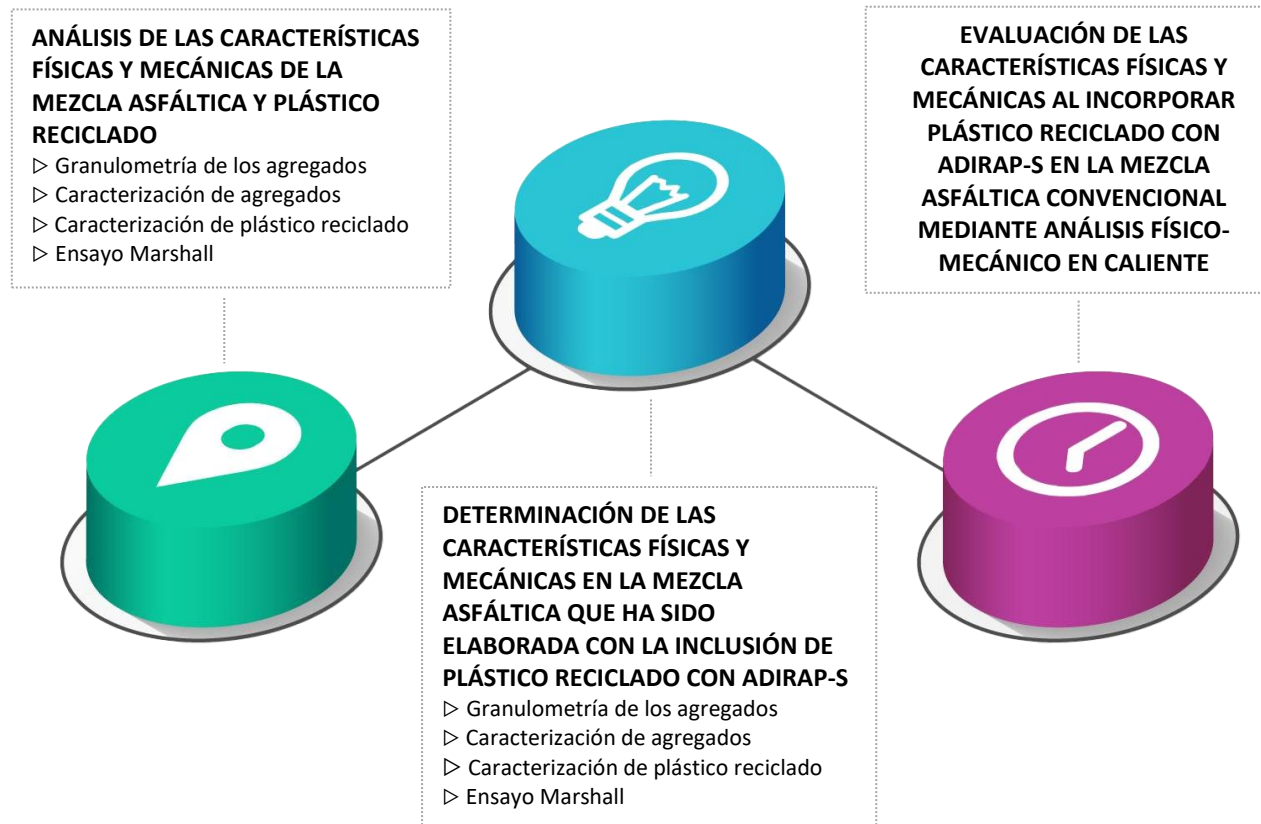 ANÁLISIS DE LAS CARACTERÍSTICAS
FÍSICAS Y MECÁNICAS DE LA
MEZCLA ASFÁLTICA Y PLÁSTICO
RECICLADO
▷ Granulometría de los agregados
▷ Caracterización de agregados
▷ Caracterización de plástico reciclado
▷ Ensayo Marshall
DETERMINACIÓN DE LAS
CARACTERÍSTICAS FÍSICAS Y
MECÁNICAS EN LA MEZCLA
ASFÁLTICA QUE HA SIDO
ELABORADA CON LA INCLUSIÓN DE
PLÁSTICO RECICLADO CON ADIRAP-S
▷ Granulometría de los agregados
▷ Caracterización de agregados
▷ Caracterización de plástico reciclado
▷ Ensayo Marshall
EVALUACIÓN DE LAS
CARACTERÍSTICAS FÍSICAS Y
MECÁNICAS AL INCORPORAR
PLÁSTICO RECICLADO CON
ADIRAP-S EN LA MEZCLA
ASFÁLTICA CONVENCIONAL
MEDIANTE ANÁLISIS FÍSICO-
MECÁNICO EN CALIENTE